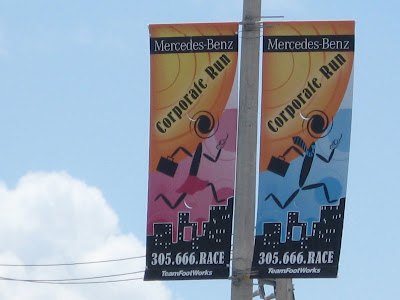 Mercedes-Benz
Corporate Run
305.666.RACE
TeamFootWorks
Mercedes-Benz
Corporate Run
305.666.RACE
TeamFootWorks